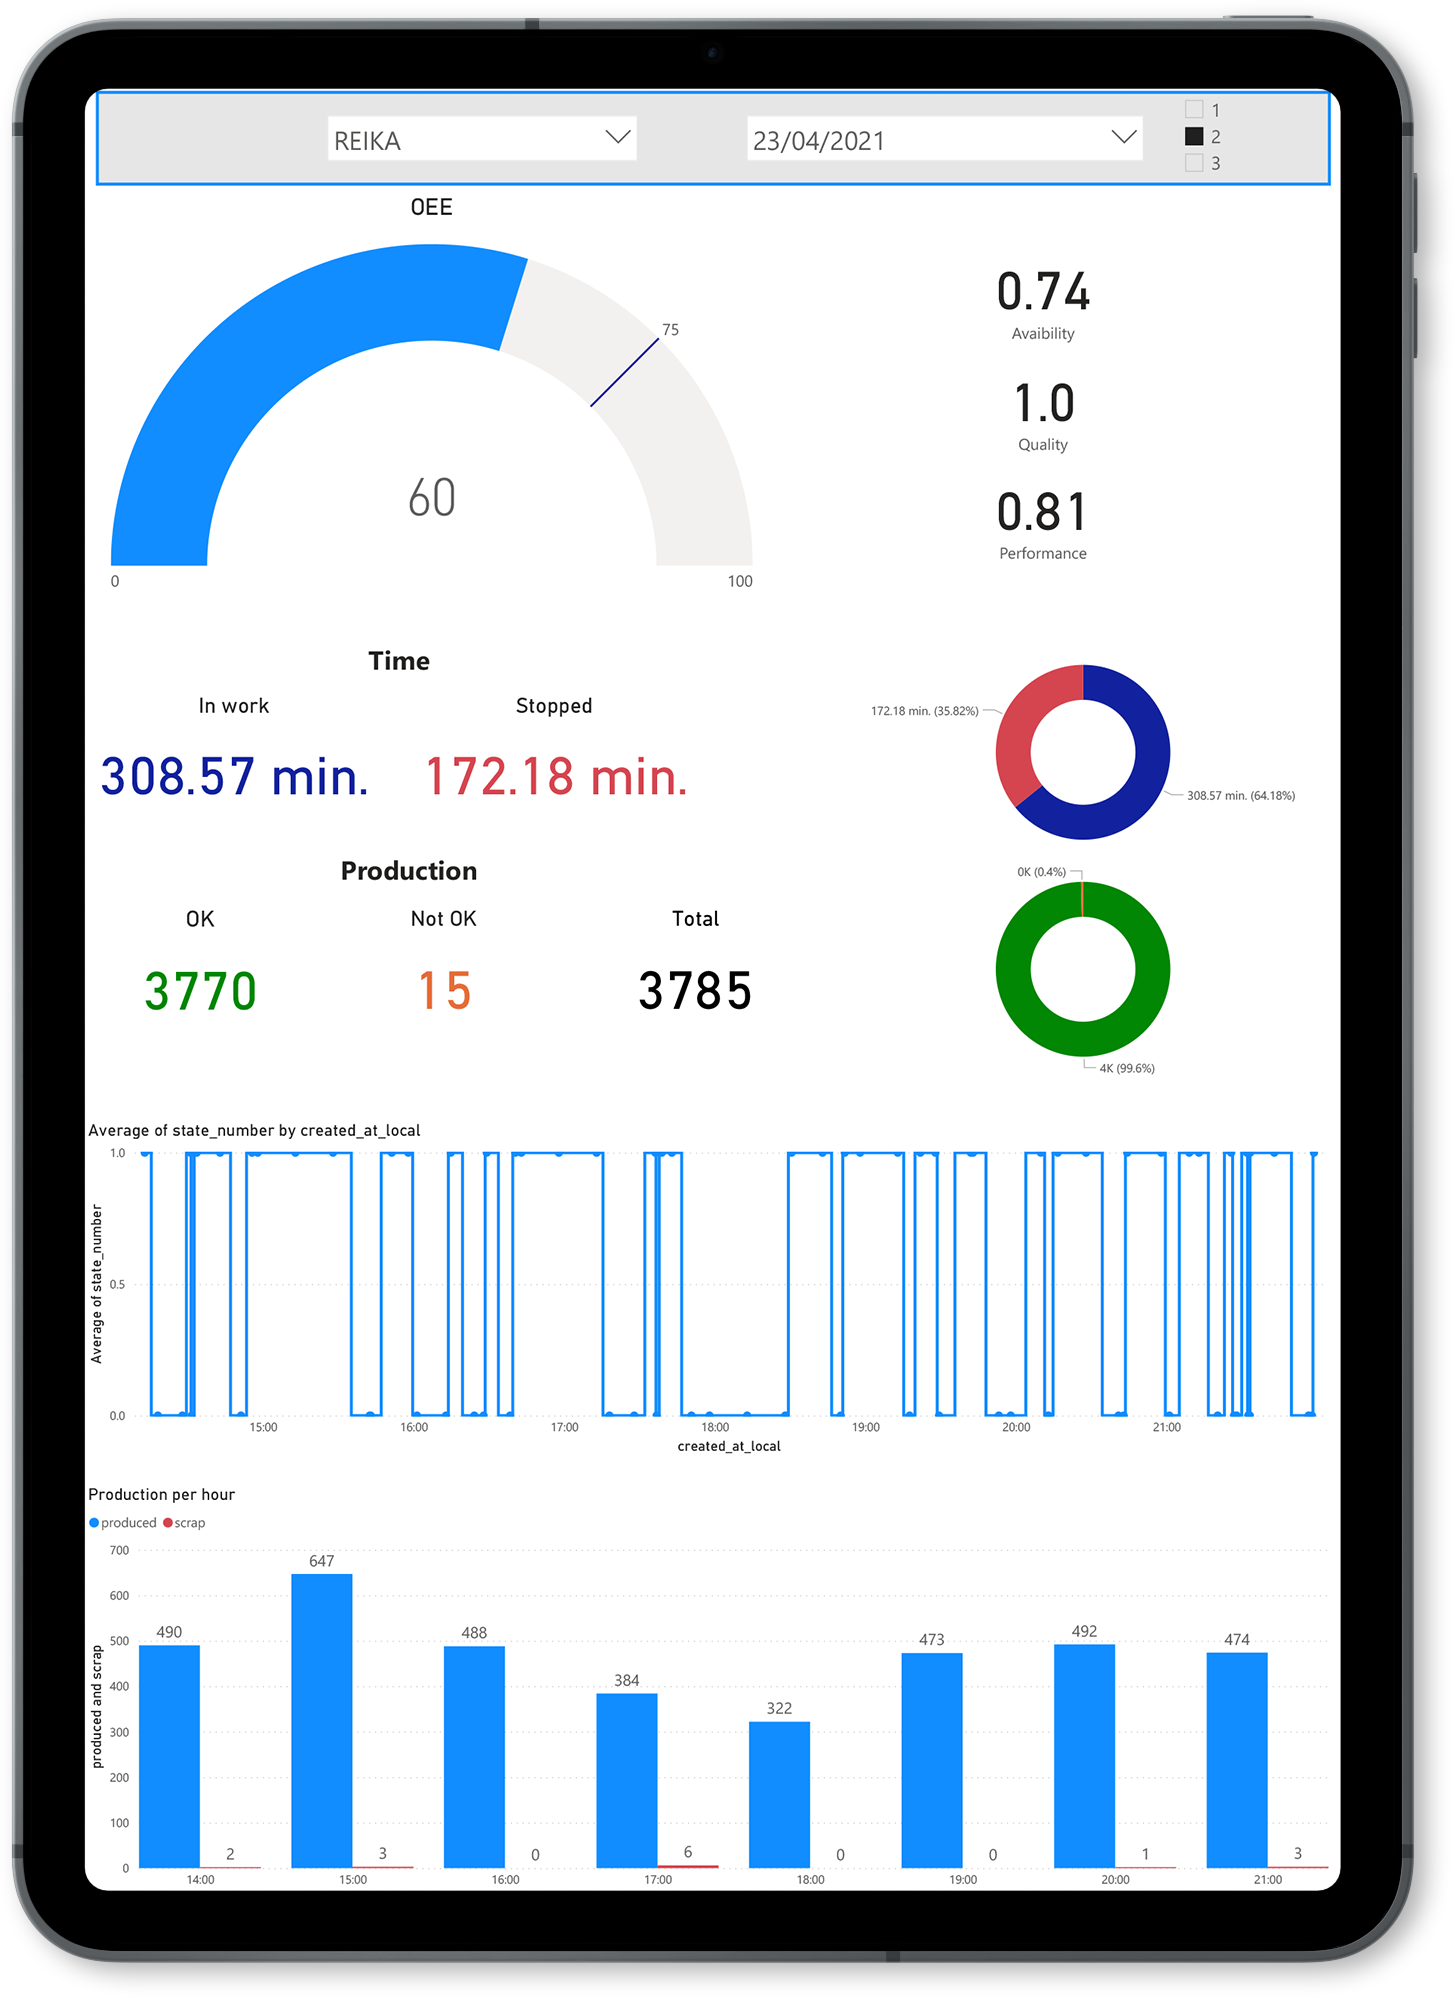 REIKA
23/04/2021
1
2
3
OEE
75
60
0
100
0.74
Avaibility
1.0
Quality
0.81
Performance
Time
In work
Stopped
308.57 min.
172.18 min.
172.18 min. (35.82%)
308.57 min. (64.18%)
Production
OK
Not OK
Total
3770
15
3785
0K (0.4%)
4K (99.6%)
Average of state_number by created_at_local
Average of state_number
1.0
0.5
0.0
15:00
16:00
17:00
18:00
19:00
20:00
21:00
created_at_local
Production per hour
produced
scrap
produced and scrap
700
600
500
400
300
200
100
0
490
647
488
384
322
473
492
474
2
3
0
6
0
0
1
3
14:00
15:00
16:00
17:00
18:00
19:00
20:00
21:00